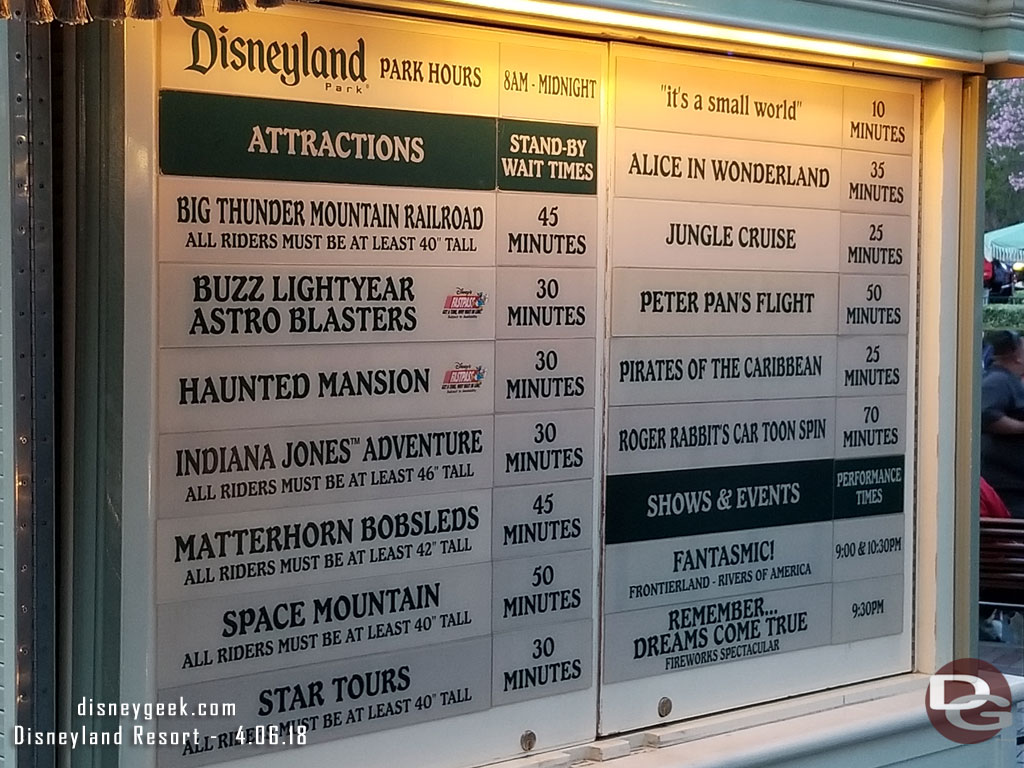 Disneyland
Park®
PARK HOURS
8AM - MIDNIGHT
ATTRACTIONS
STAND-BY
WAIT TIMES
BIG THUNDER MOUNTAIN RAILROAD
ALL RIDERS MUST BE AT LEAST 40" TALL
45
MINUTES
BUZZ LIGHTYEAR
ASTRO BLASTERS
Disney's
FASTPASS
30
MINUTES
HAUNTED MANSION
Disney's
FASTPASS
30
MINUTES
INDIANA JONES™ ADVENTURE
ALL RIDERS MUST BE AT LEAST 46" TALL
30
MINUTES
MATTERHORN BOBSLEDS
ALL RIDERS MUST BE AT LEAST 42" TALL
45
MINUTES
SPACE MOUNTAIN
ALL RIDERS MUST BE AT LEAST 40" TALL
50
MINUTES
STAR TOURS
ALL RIDERS MUST BE AT LEAST 40" TALL
30
MINUTES
"it's a small world"
10
MINUTES
ALICE IN WONDERLAND
35
MINUTES
JUNGLE CRUISE
25
MINUTES
PETER PAN'S FLIGHT
50
MINUTES
PIRATES OF THE CARIBBEAN
25
MINUTES
ROGER RABBIT'S CAR TOON SPIN
70
MINUTES
SHOWS & EVENTS
PERFORMANCE
TIMES
FANTASMIC!
FRONTIERLAND - RIVERS OF AMERICA
9:00 & 10:30PM
REMEMBER...
DREAMS COME TRUE
FIREWORKS SPECTACULAR
9:30PM
disneygeek.com
Disneyland Resort - 4.06.18
DG